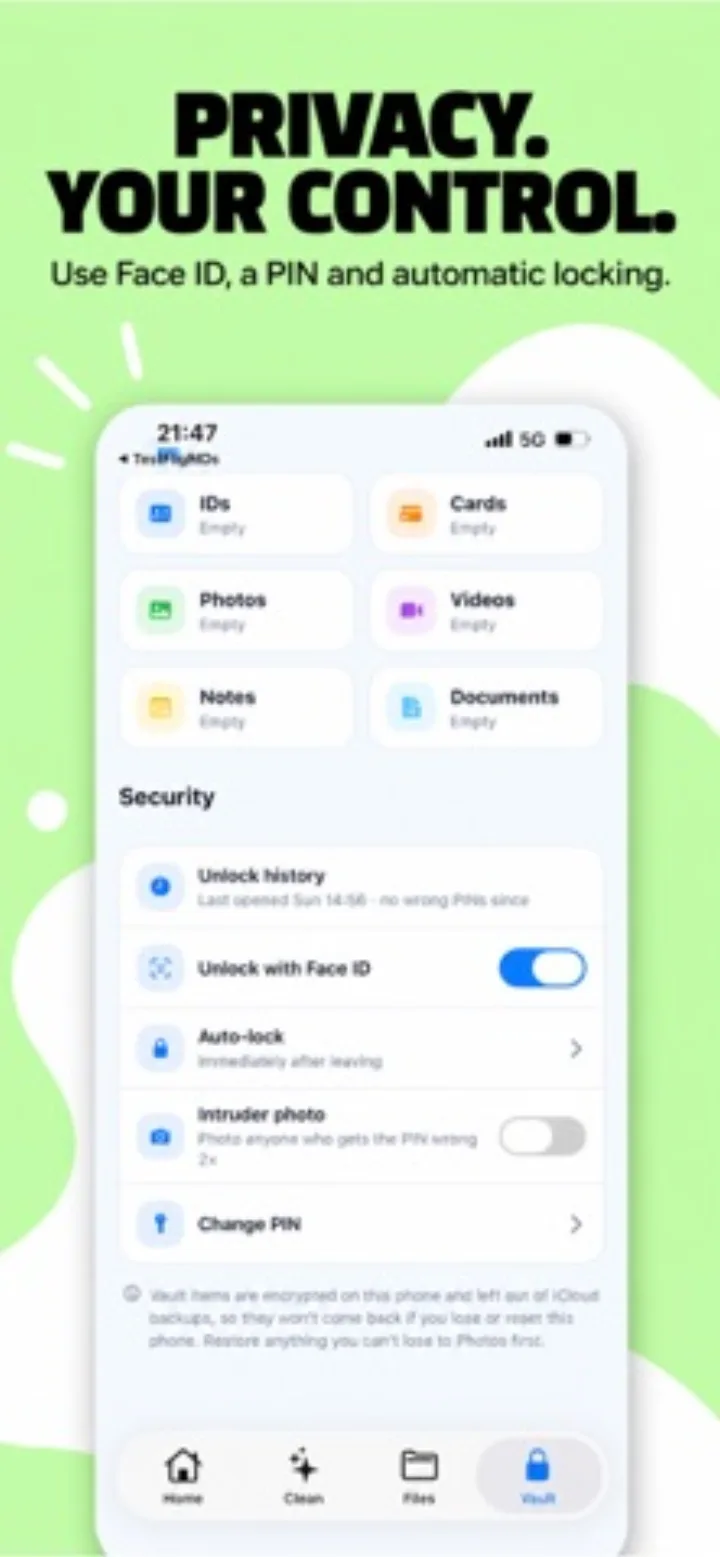 PRIVACY.
YOUR CONTROL.
Use Face ID, a PIN and automatic locking.
21:47
5G
IDs
Empty
Cards
Empty
Photos
Empty
Videos
Empty
Notes
Empty
Documents
Empty
Security
Unlock history
Last opened Sun 14:56 · no wrong PINs since
Unlock with Face ID
Auto-lock
Immediately after leaving
Intruder photo
Photo anyone who gets the PIN wrong
2x
Change PIN
Vault items are encrypted on this phone and left out of iCloud
backups, so they won't come back if you lose or reset this
phone. Restore anything you can't lose to Photos first.
Home
Clean
Files
Vault